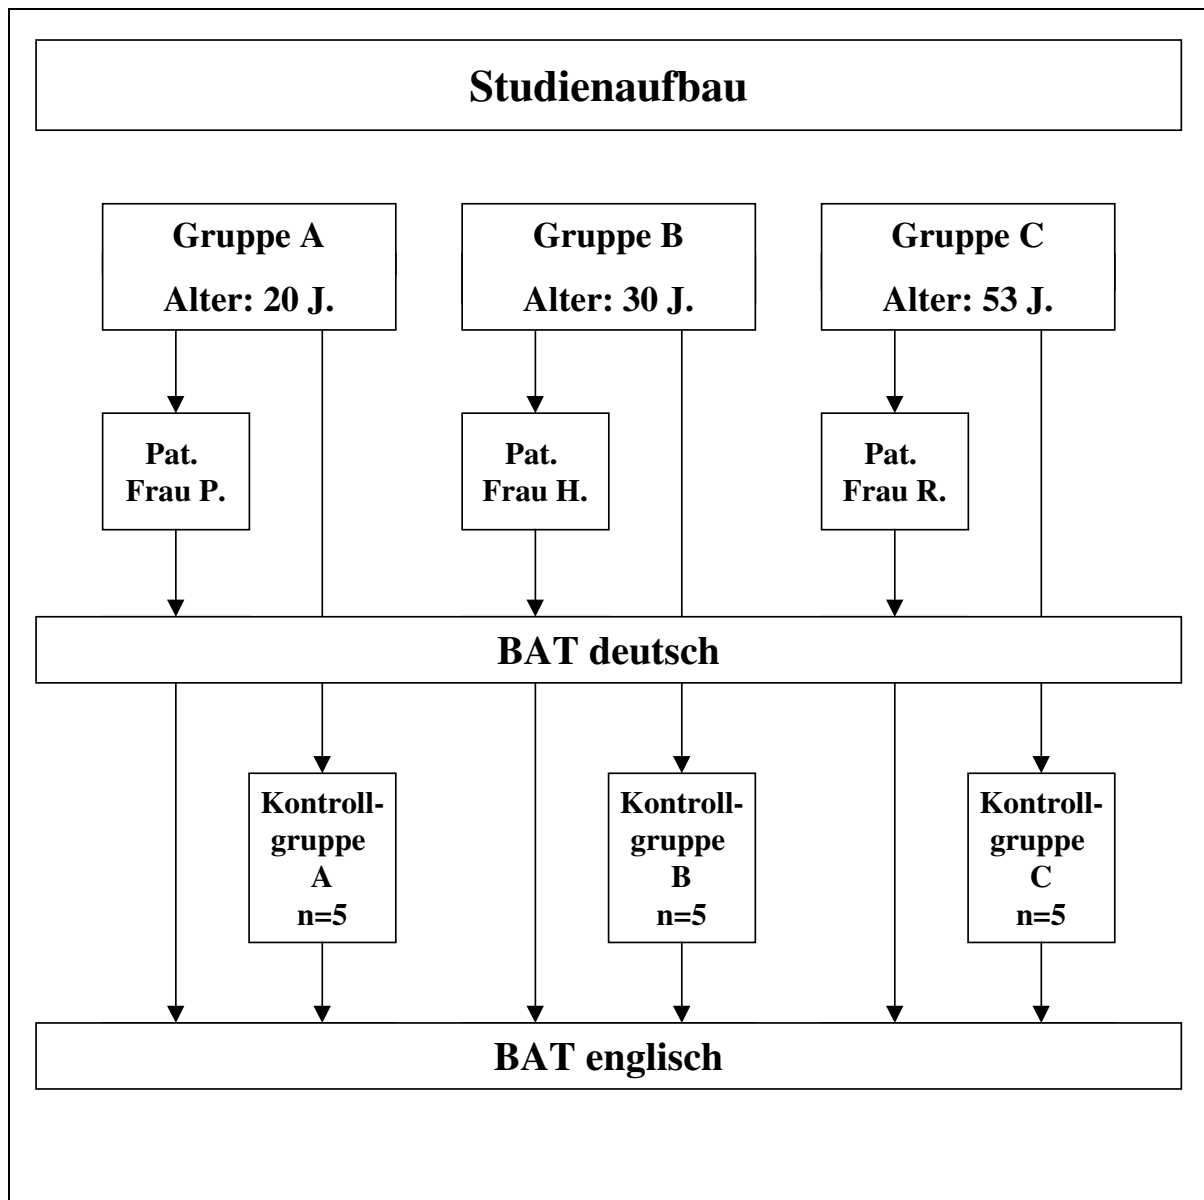 Studienaufbau
Gruppe A
Alter: 20 J.
Gruppe B
Alter: 30 J.
Gruppe C
Alter: 53 J.
Pat.
Frau P.
Pat.
Frau H.
Pat.
Frau R.
BAT deutsch
Kontroll-
gruppe
A
n=5
Kontroll-
gruppe
B
n=5
Kontroll-
gruppe
C
n=5
BAT englisch